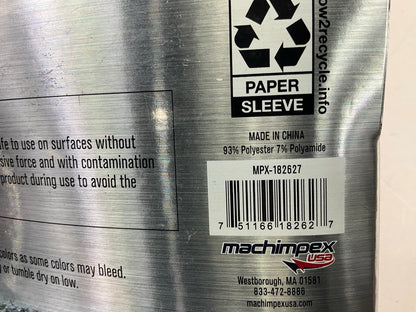 how2recycle.info
PAPER
SLEEVE
fe to use on surfaces without
sive force and with contamination
product during use to avoid the
olors as some colors may bleed.
y or tumble dry on low.
MADE IN CHINA
93% Polyester 7% Polyamide
MPX-182627
7 51166 18262 7
machimpex
usa
Westborough, MA 01581
833-472-8886
machimpexusa.com